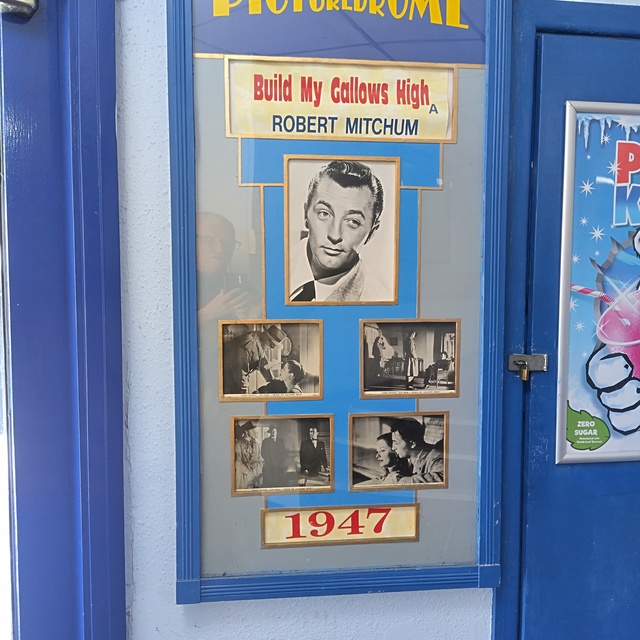 PICTUREDROME
Build My Gallows High
A
ROBERT MITCHUM
1947
P
K
ZERO
SUGAR